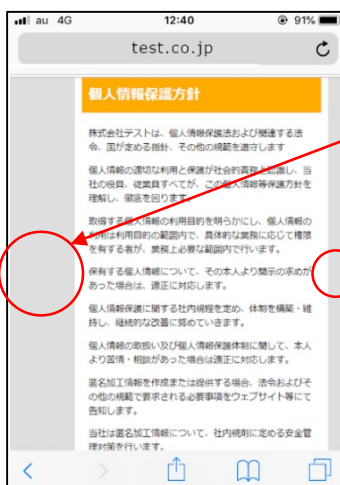 au 4G 12:40 91%
test.co.jp
個人情報保護方針
株式会社テストは、個人情報保護法および関連する法
令、国が定める指針、その他の規範を遵守します
個人情報の適切な利用と保護が社会的責務と認識し、当
社の役員、従業員すべてが、この個人情報等保護方針を
理解し、徹底を図ります。
取得する個人情報の利用目的を明らかにし、個人情報の
利用は利用目的の範囲内で、具体的な業務に応じて権限
を有する者が、業務上必要な範囲内で行います。
保有する個人情報について、その本人より開示の求めが
あった場合は、適正に対応します。
個人情報保護に関する社内規程を定め、体制を構築・維
持し、継続的な改善に努めていきます。
個人情報の取扱い及び個人情報保護体制に関して、本人
より苦情・相談があった場合は適正に対応します。
匿名加工情報を作成または提供する場合、法令およびそ
の他の規範で要求される必要事項をウェブサイト等にて
告知します。
当社は匿名加工情報について、社内規則に定める安全管
理対策を行います。